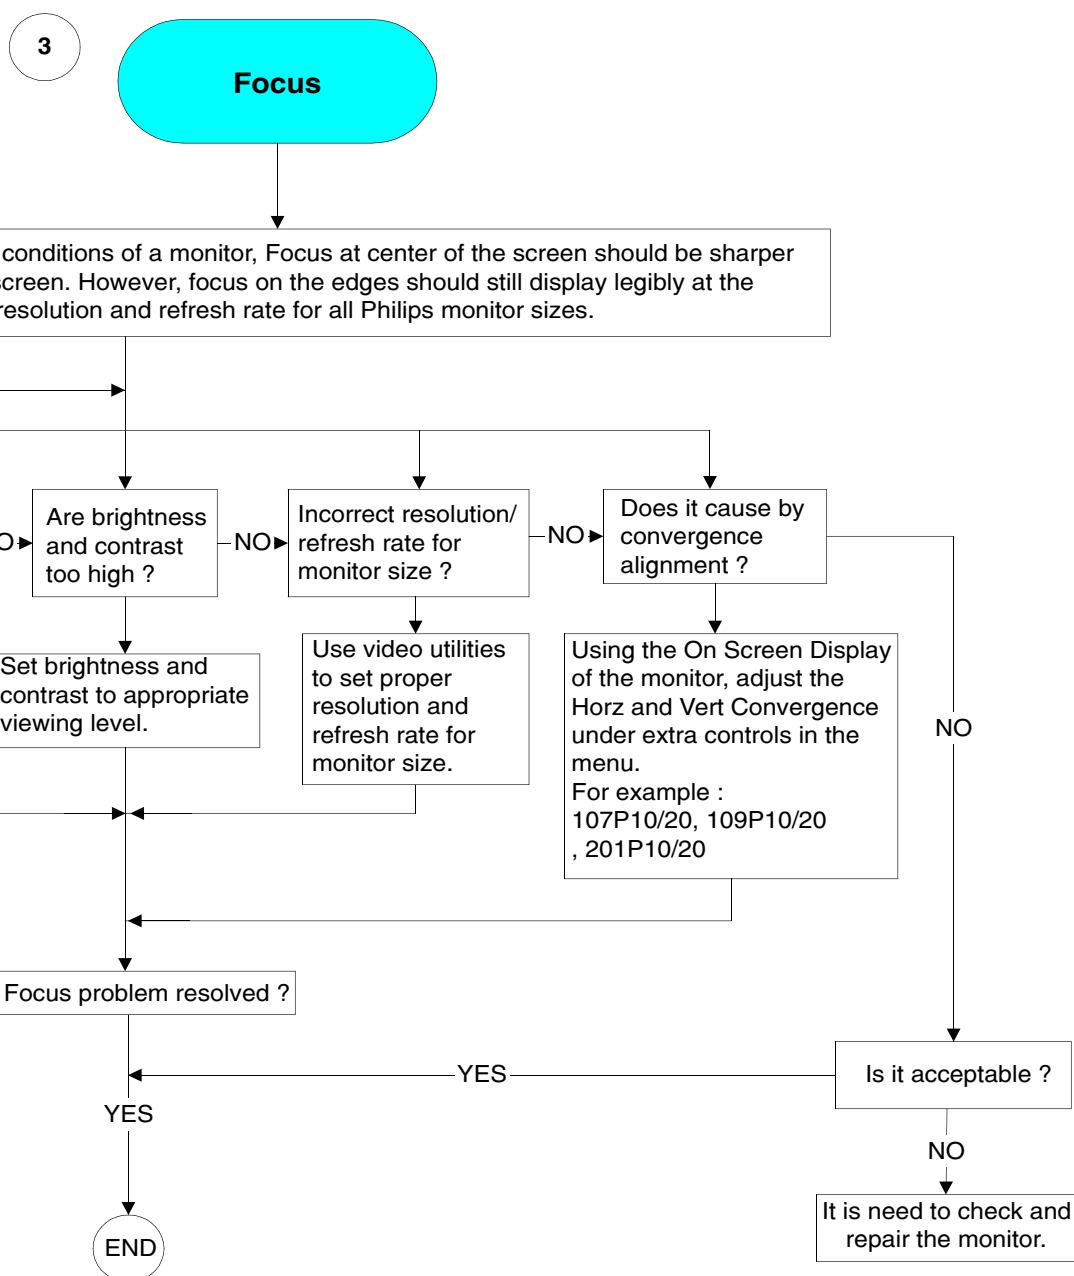 3
Focus
conditions of a monitor, Focus at center of the screen should be sharper
screen. However, focus on the edges should still display legibly at the
resolution and refresh rate for all Philips monitor sizes.
Are brightness
and contrast
too high ?
NO
Incorrect resolution/
refresh rate for
monitor size ?
NO
Does it cause by
convergence
alignment ?
Set brightness and
contrast to appropriate
viewing level.
Use video utilities
to set proper
resolution and
refresh rate for
monitor size.
Using the On Screen Display
of the monitor, adjust the
Horz and Vert Convergence
under extra controls in the
menu.
For example :
107P10/20, 109P10/20
, 201P10/20
NO
Focus problem resolved ?
Is it acceptable ?
YES
YES
NO
END
It is need to check and
repair the monitor.